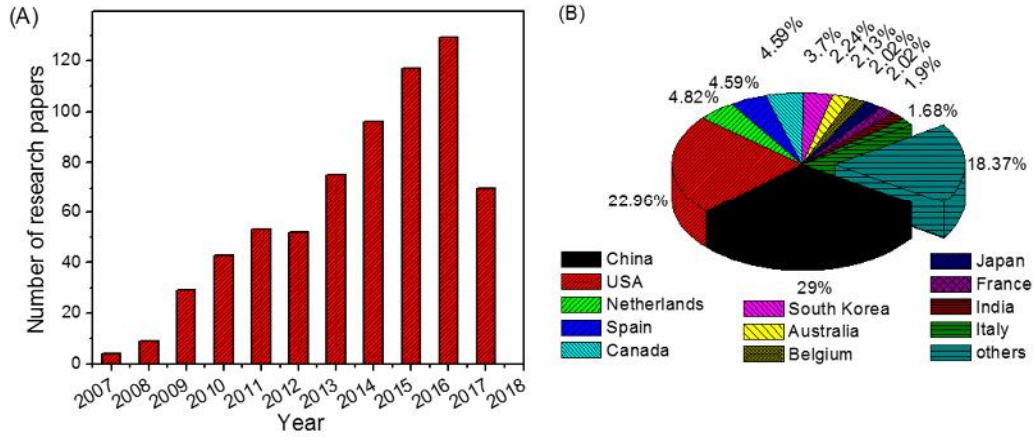 (A)
Number of research papers
120
100
80
60
40
20
0
2007
2008
2009
2010
2011
2012
2013
2014
2015
2016
2017
2018
Year
(B)
4.82%
4.59%
4.59%
3.7%
2.24%
2.13%
2.02%
2.02%
1.9%
1.68%
18.37%
22.96%
29%
China
USA
Netherlands
Spain
Canada
South Korea
Australia
Belgium
Japan
France
India
Italy
others